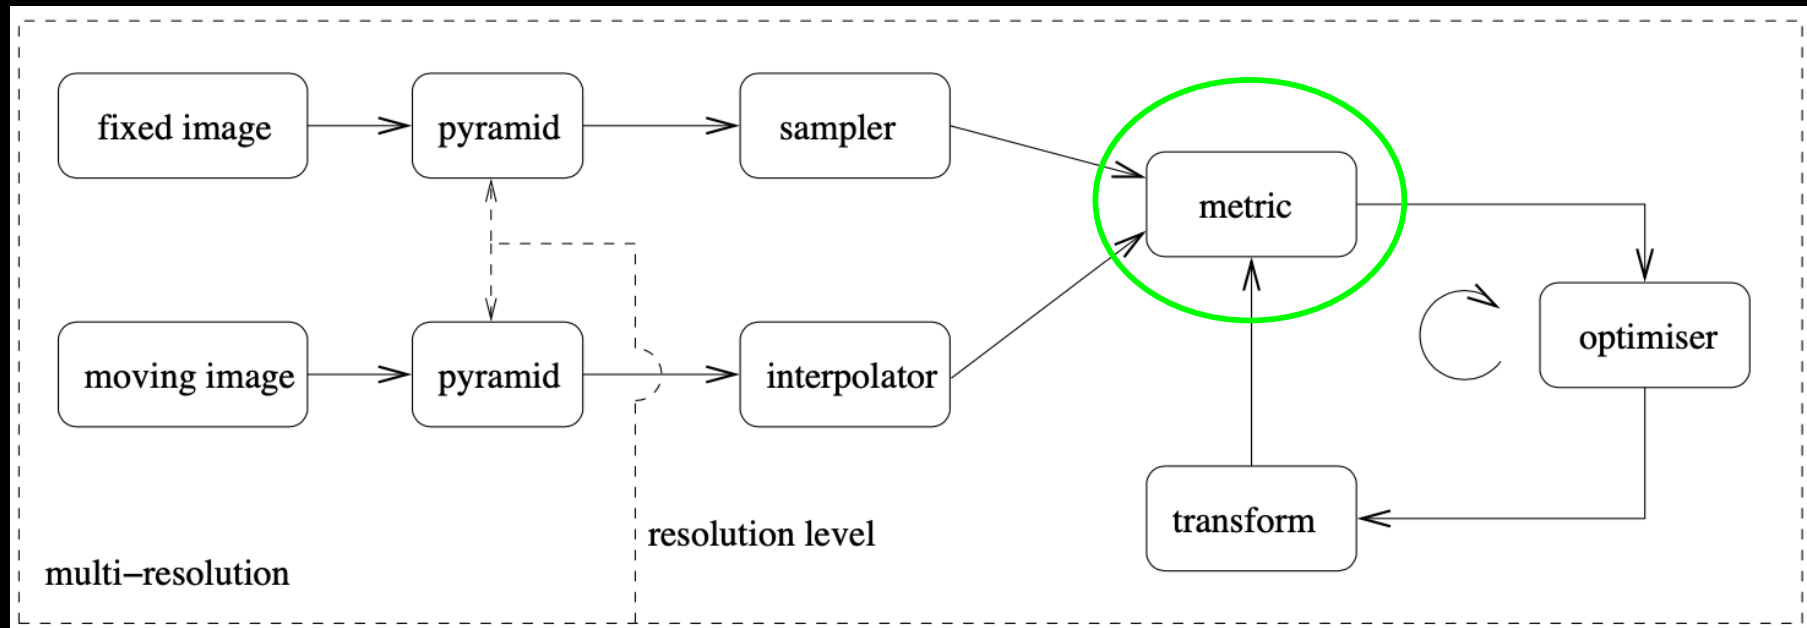 fixed image
pyramid
sampler
metric
optimiser
moving image
pyramid
interpolator
transform
resolution level
multi–resolution